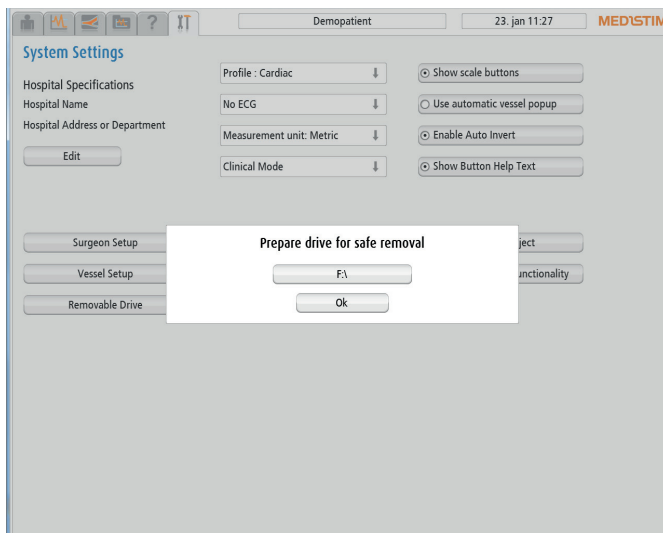 Demopatient
23. jan 11:27
MEDISTIM
System Settings
Hospital Specifications
Hospital Name
Hospital Address or Department
Edit
Profile : Cardiac
No ECG
Measurement unit: Metric
Clinical Mode
Show scale buttons
Use automatic vessel popup
Enable Auto Invert
Show Button Help Text
Surgeon Setup
Vessel Setup
Removable Drive
Prepare drive for safe removal
F:\
Ok
ject
unctionality